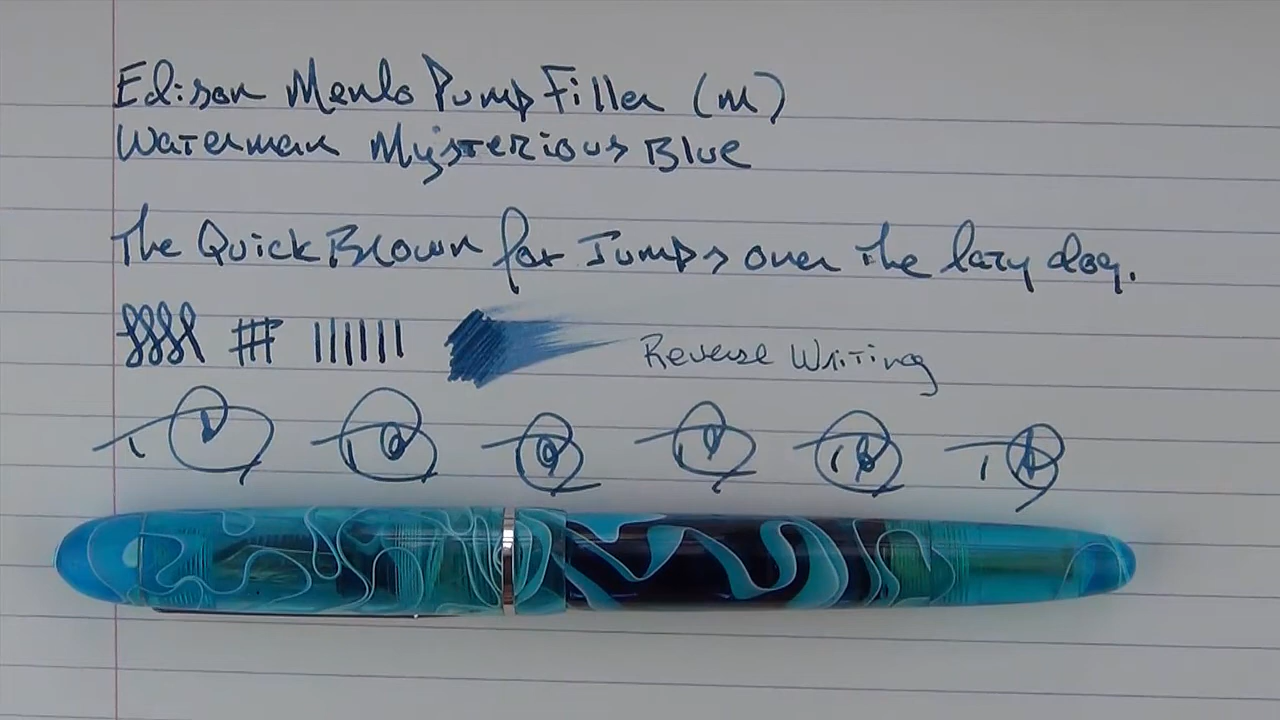 Edison Menlo Pump Filler (m)
Waterman Mysterious Blue
The Quick Brown fox Jumps over the lazy dog.
Reverse Writing